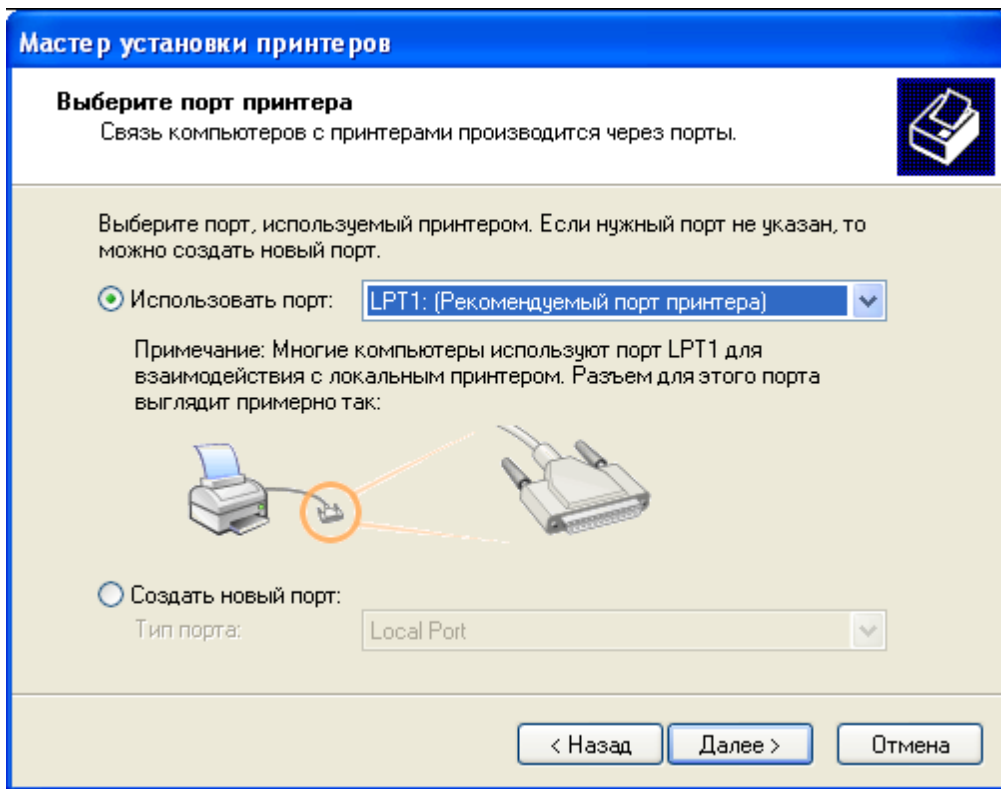 Мастер установки принтеров
Выберите порт принтера
Связь компьютеров с принтерами производится через порты.
Выберите порт, используемый принтером. Если нужный порт не указан, то
можно создать новый порт.
Использовать порт: LPT1: (Рекомендуемый порт принтера)
Примечание: Многие компьютеры используют порт LPT1 для
взаимодействия с локальным принтером. Разъем для этого порта
выглядит примерно так:
Создать новый порт:
Тип порта: Local Port
< Назад Далее > Отмена